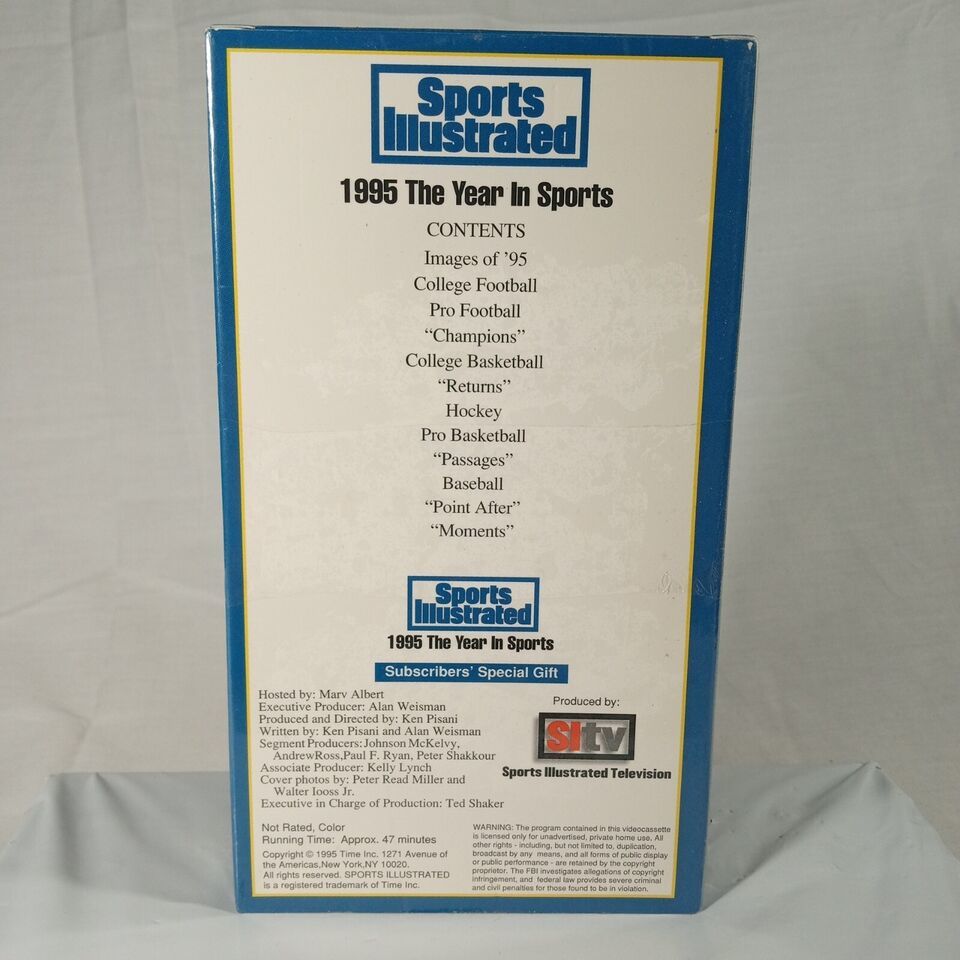 Sports
Illustrated
1995 The Year In Sports
CONTENTS
Images of ’95
College Football
Pro Football
“Champions”
College Basketball
“Returns”
Hockey
Pro Basketball
“Passages”
Baseball
“Point After”
“Moments”
Sports
Illustrated
1995 The Year In Sports
Subscribers’ Special Gift
Hosted by: Marv Albert
Executive Producer: Alan Weisman
Produced and Directed by: Ken Pisani
Written by: Ken Pisani and Alan Weisman
Segment Producers: Johnson McKelvy,
AndrewRoss,Paul F. Ryan, Peter Shakkour
Associate Producer: Kelly Lynch
Cover photos by: Peter Read Miller and
Walter Iooss Jr.
Executive in Charge of Production: Ted Shaker
Produced by:
SItv
Sports Illustrated Television
Not Rated, Color
Running Time: Approx. 47 minutes
Copyright © 1995 Time Inc. 1271 Avenue of
the Americas,New York,NY 10020.
All rights reserved. SPORTS ILLUSTRATED
is a registered trademark of Time Inc.
WARNING: The program contained in this videocassette
is licensed only for unadvertised, private home use. All
other rights - including, but not limited to, duplication,
broadcast by any means, and all forms of public display
or public performance - are retained by the copyright
proprietor. The FBI investigates allegations of copyright
infringement, and federal law provides severe criminal
and civil penalties for those found to be in violation.